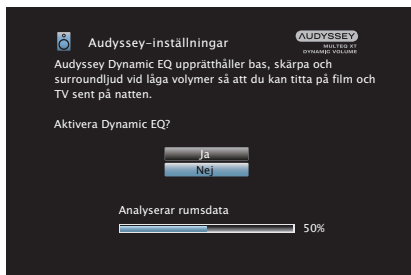 Audyssey-inställningar
AUDYSSEY
MULTEQ XT
DYNAMIC VOLUME
Audyssey Dynamic EQ upprätthåller bas, skärpa och
surroundljud vid låga volymer så att du kan titta på film och
TV sent på natten.
Aktivera Dynamic EQ?
Ja
Nej
Analyserar rumsdata
50%